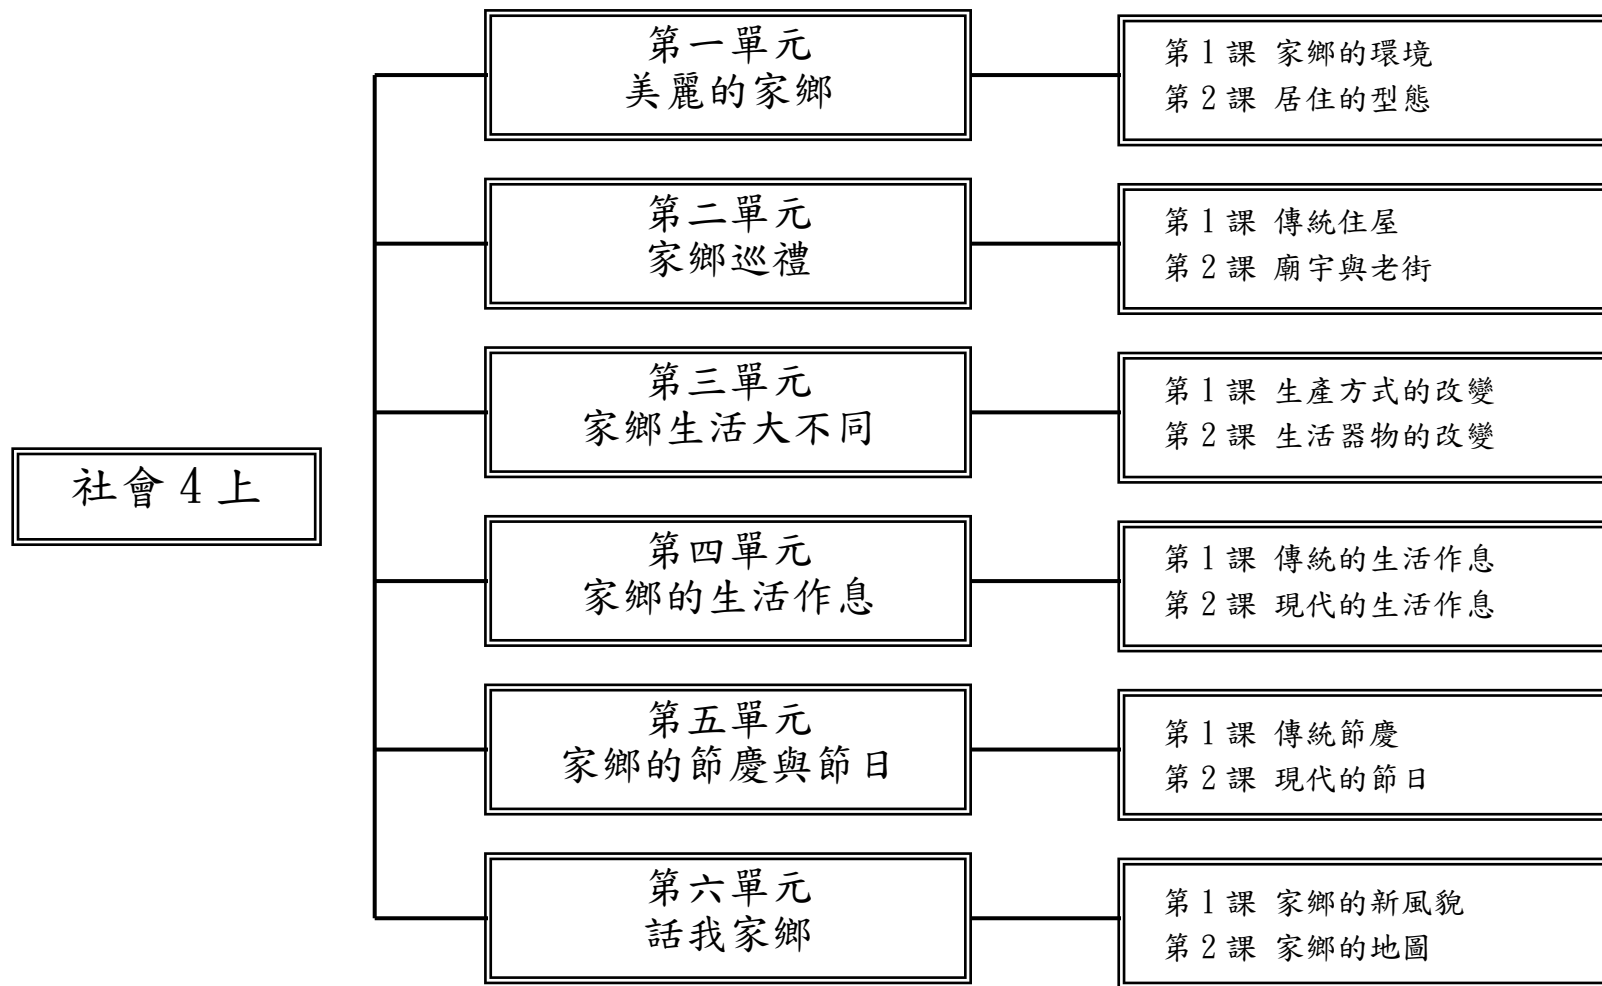 社會4上
第一單元
美麗的家鄉
第1課 家鄉的環境
第2課 居住的型態
第二單元
家鄉巡禮
第1課 傳統住屋
第2課 廟宇與老街
第三單元
家鄉生活大不同
第1課 生產方式的改變
第2課 生活器物的改變
第四單元
家鄉的生活作息
第1課 傳統的生活作息
第2課 現代的生活作息
第五單元
家鄉的節慶與節日
第1課 傳統節慶
第2課 現代的節日
第六單元
話我家鄉
第1課 家鄉的新風貌
第2課 家鄉的地圖